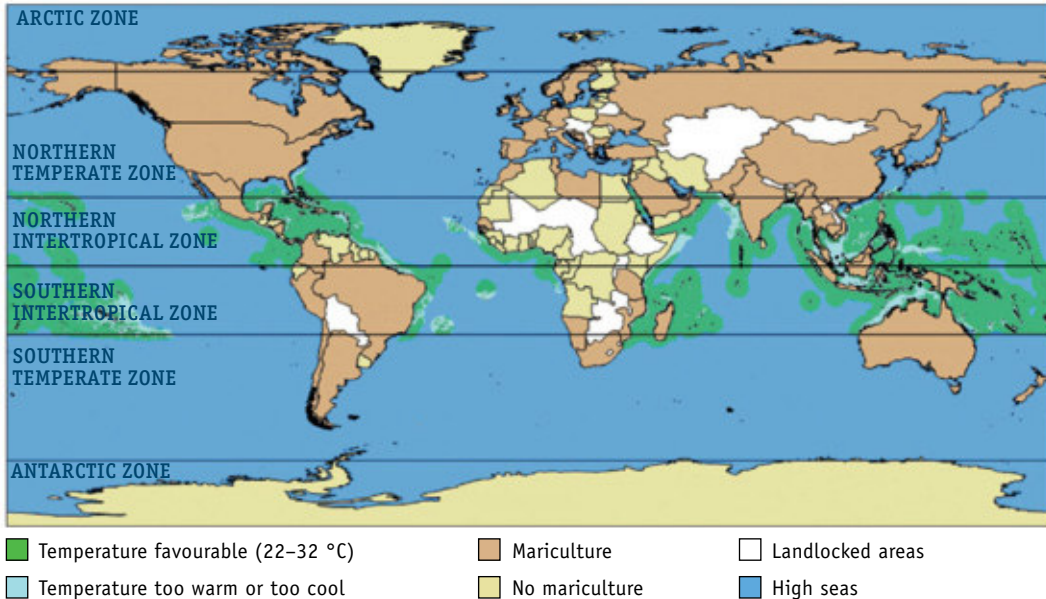 ARCTIC ZONE
NORTHERN
TEMPERATE ZONE
NORTHERN
INTERTROPICAL ZONE
SOUTHERN
INTERTROPICAL ZONE
SOUTHERN
TEMPERATE ZONE
ANTARCTIC ZONE
Temperature favourable (22–32 °C)
Mariculture
Landlocked areas
Temperature too warm or too cool
No mariculture
High seas